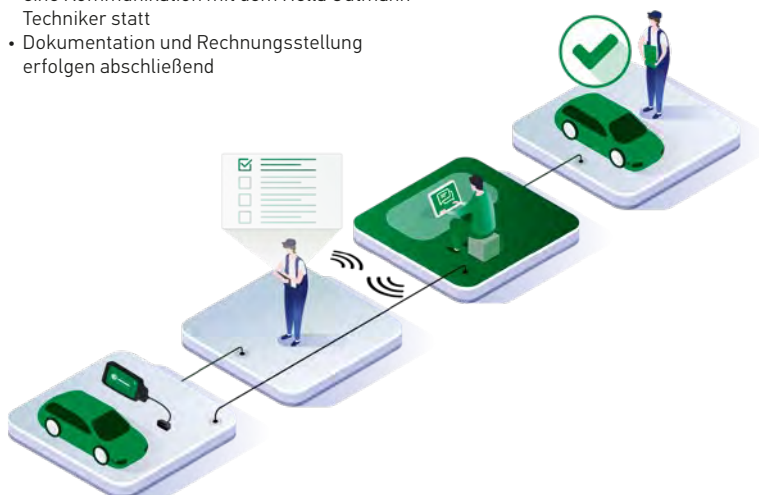 Techniker statt
• Dokumentation und Rechnungsstellung
erfolgen abschließend